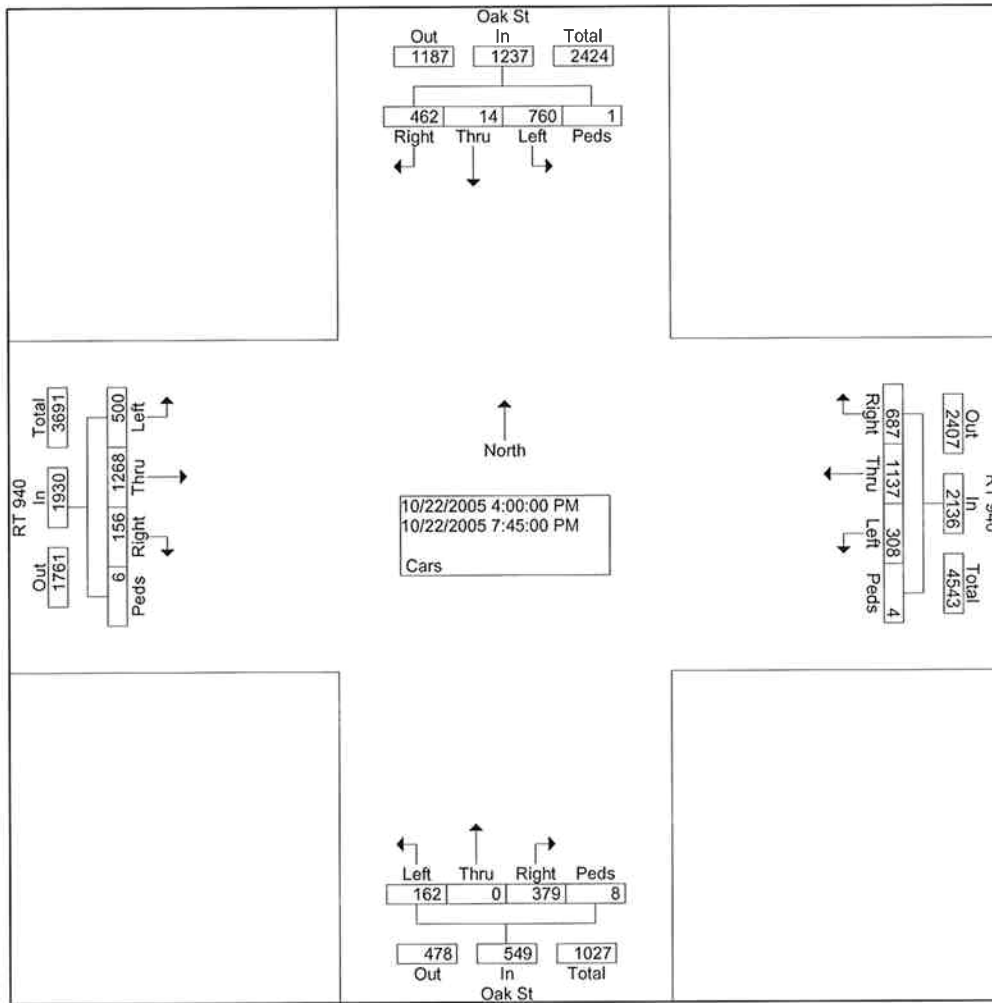 Oak St
Out In Total
1187 1237 2424
462 14 760 1
Right Thru Left Peds
RT 940
Total In Out
3691 1930 1761
500 1268 156 6
Left Thru Right Peds
North
10/22/2005 4:00:00 PM
10/22/2005 7:45:00 PM
Cars
Right Thru Left Peds
687 1137 308 4
Out In Total
2407 2136 4543
RT 940
Left Thru Right Peds
162 0 379 8
478 549 1027
Out In Total
Oak St